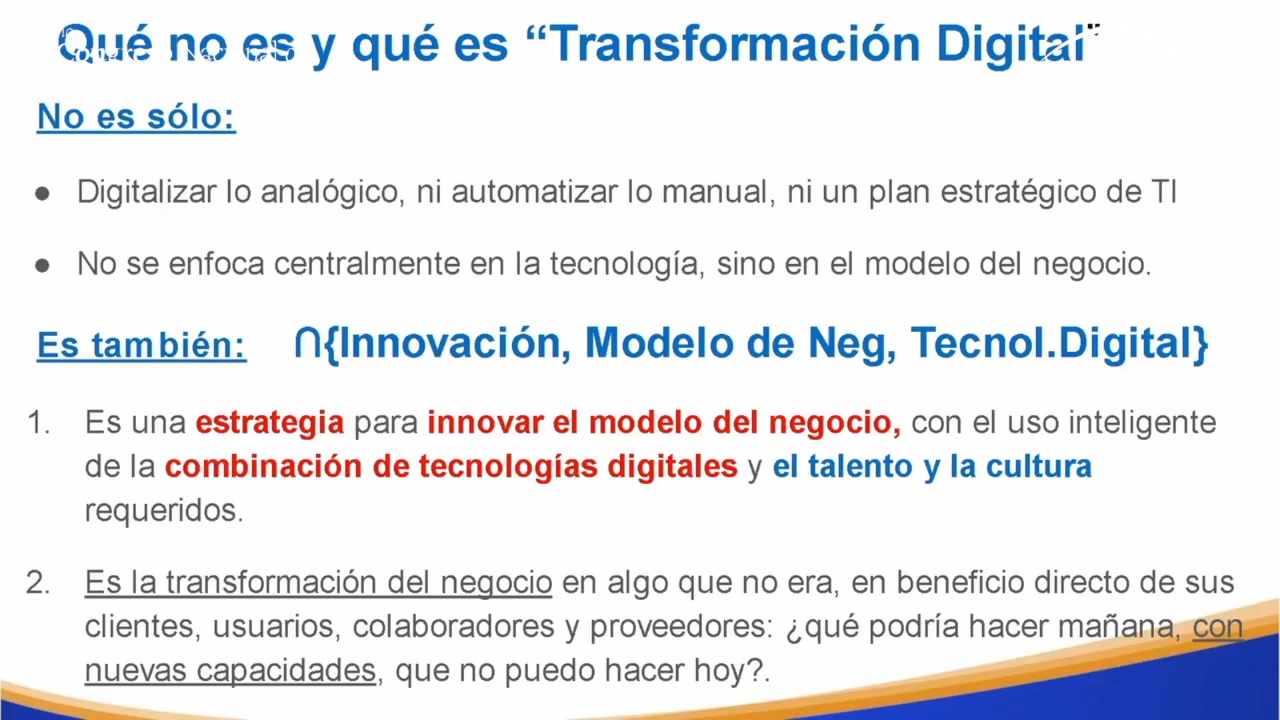 Qué no es y qué es “Transformación Digital"
No es sólo:
● Digitalizar lo analógico, ni automatizar lo manual, ni un plan estratégico de TI
● No se enfoca centralmente en la tecnología, sino en el modelo del negocio.
Es también: ∩{Innovación, Modelo de Neg, Tecnol.Digital}
1. Es una estrategia para innovar el modelo del negocio, con el uso inteligente
de la combinación de tecnologías digitales y el talento y la cultura
requeridos.
2. Es la transformación del negocio en algo que no era, en beneficio directo de sus
clientes, usuarios, colaboradores y proveedores: ¿qué podría hacer mañana, con
nuevas capacidades, que no puedo hacer hoy?.